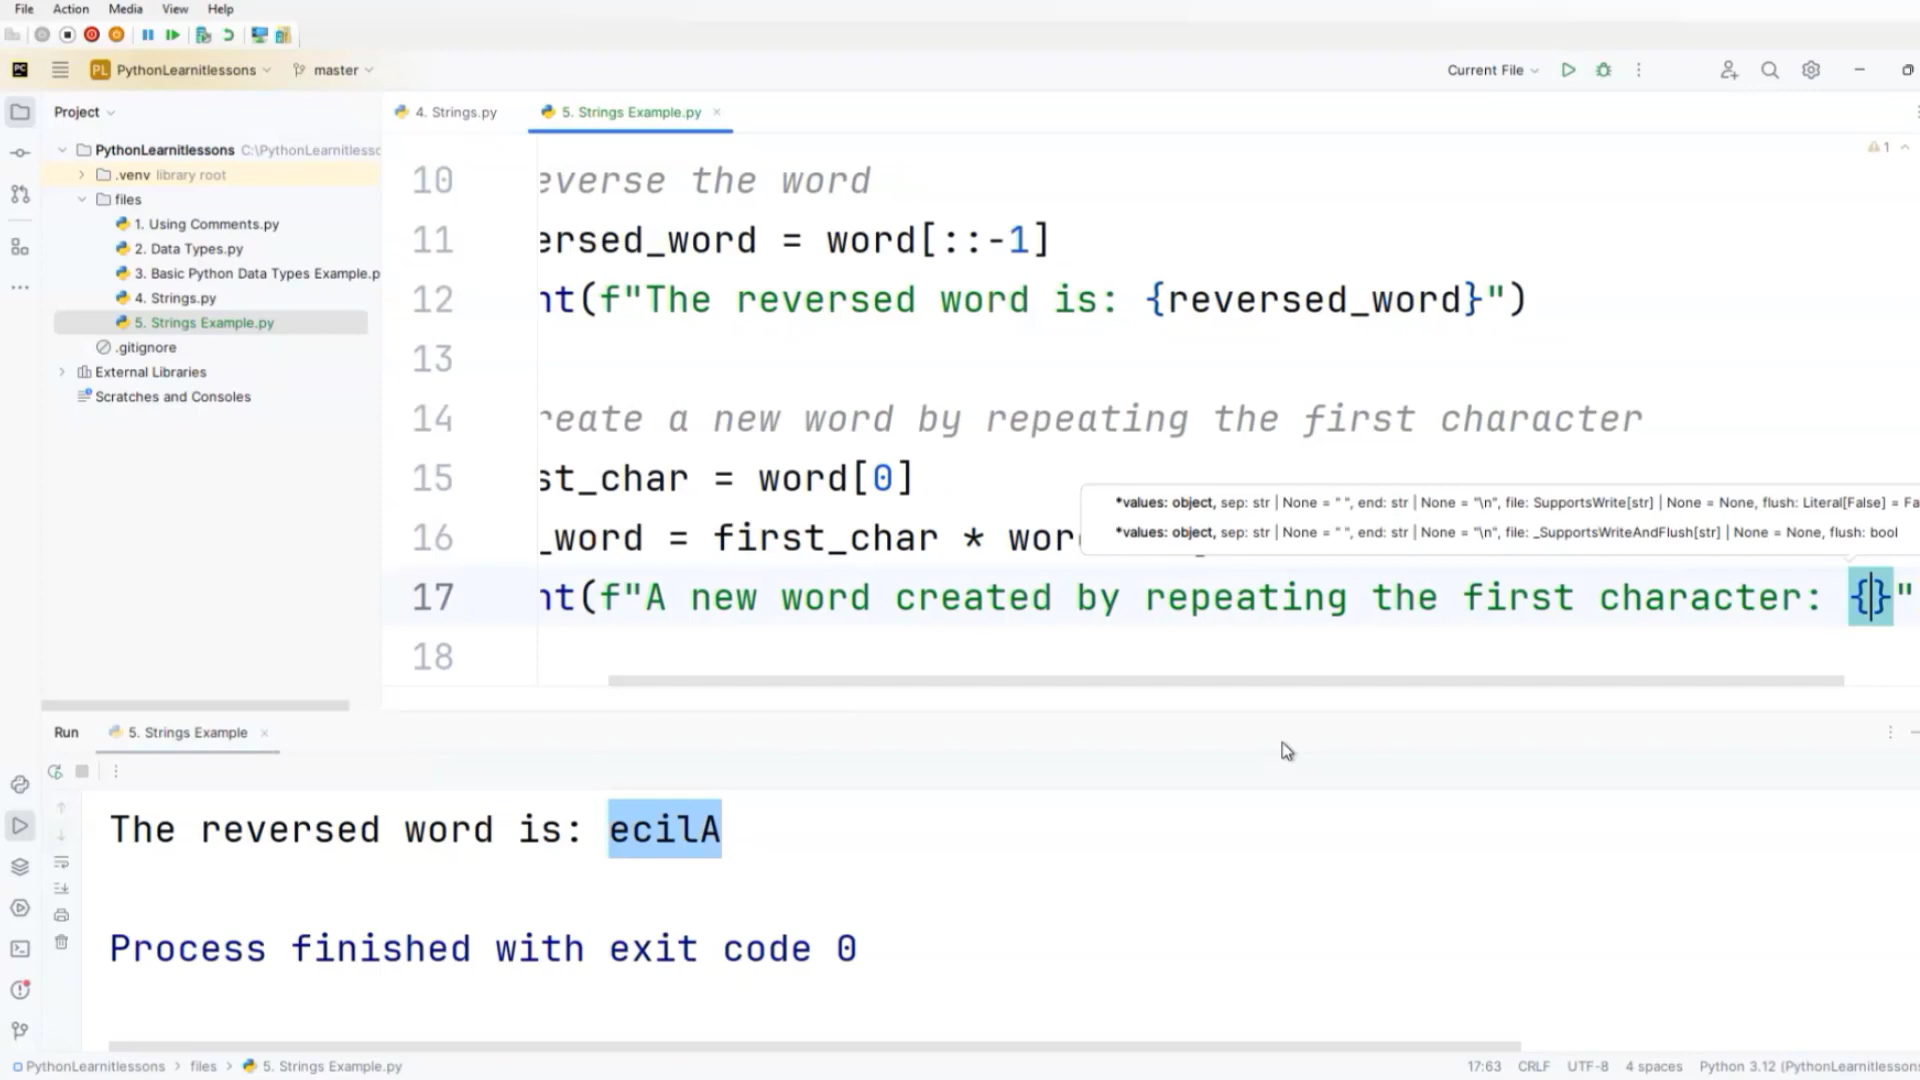 File Action Media View Help
PC PL PythonLearnitlessons master Current File
Project
4. Strings.py 5. Strings Example.py
PythonLearnitlessons C:\PythonLearnitlessc
.venv library root
files
1. Using Comments.py
2. Data Types.py
3. Basic Python Data Types Example.p
4. Strings.py
5. Strings Example.py
.gitignore
External Libraries
Scratches and Consoles
1
10 everse the word
11 ersed_word = word[::-1]
12 nt(f"The reversed word is: {reversed_word}")
13
14 reate a new word by repeating the first character
15 st_char = word[0]
*values: object, sep: str | None = " ", end: str | None = "\n", file: SupportsWrite[str] | None = None, flush: Literal[False] = Fa
*values: object, sep: str | None = " ", end: str | None = "\n", file: _SupportsWriteAndFlush[str] | None = None, flush: bool
16 _word = first_char * wor
17 nt(f"A new word created by repeating the first character: {}"
18
Run 5. Strings Example
The reversed word is: ecilA
Process finished with exit code 0
PythonLearnitlessons > files > 5. Strings Example.py 17:63 CRLF UTF-8 4 spaces Python 3.12 (PythonLearnitlessons